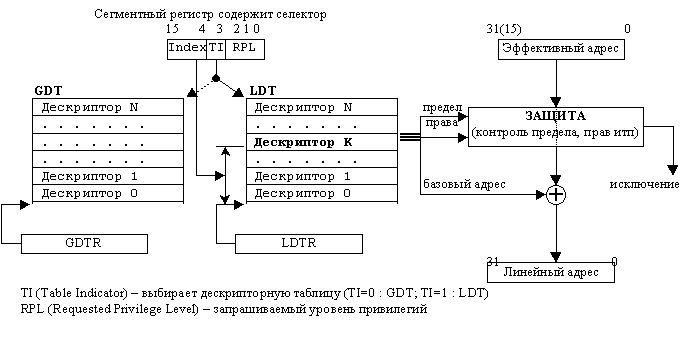 Сегментный регистр содержит селектор
15 4 3 2 1 0
Index TI RPL
31(15) 0
Эффективный адрес
GDT
Дескриптор N
. . . . . . .
. . . . . . .
. . . . . . .
Дескриптор 1
Дескриптор 0
GDTR
LDT
Дескриптор N
. . . . . . .
Дескриптор K
. . . . . . .
Дескриптор 1
Дескриптор 0
LDTR
предел
права
базовый адрес
ЗАЩИТА
(контроль предела, прав итп)
исключение
+
31 0
Линейный адрес
TI (Table Indicator) – выбирает дескрипторную таблицу (TI=0 : GDT; TI=1 : LDT)
RPL (Requested Privilege Level) – запрашиваемый уровень привилегий